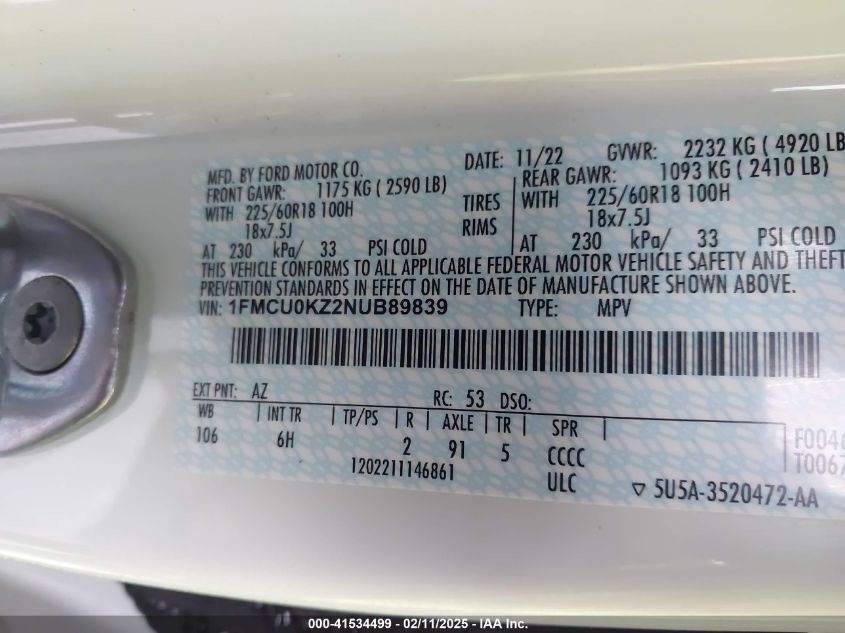 MFD. BY FORD MOTOR CO. DATE: 11/22 GVWR: 2232 KG ( 4920 LB
FRONT GAWR: 1175 KG ( 2590 LB) REAR GAWR: 1093 KG ( 2410 LB)
WITH 225/60R18 100H TIRES WITH 225/60R18 100H
18x7.5J RIMS 18x7.5J
AT 230 kPa/ 33 PSI COLD AT 230 kPa/ 33 PSI COLD
THIS VEHICLE CONFORMS TO ALL APPLICABLE FEDERAL MOTOR VEHICLE SAFETY AND THEFT
PREVENTION STANDARDS IN EFFECT ON THE DATE OF MANUFACTURE SHOWN ABOVE.
VIN: 1FMCU0KZ2NUB89839 TYPE: MPV
EXT PNT: AZ RC: 53 DSO:
WB INT TR TP/PS R AXLE TR SPR
106 6H 2 91 5 CCCC
1202211146861 ULC
F0046
T0067
▽ 5U5A-3520472-AA
000-41534499 - 02/11/2025 - IAA Inc.